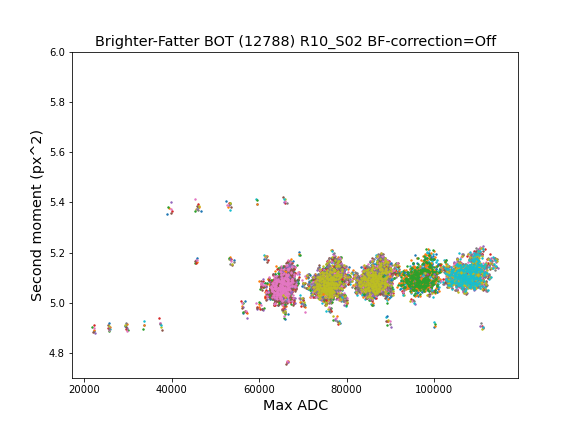 Brighter-Fatter BOT (12788) R10_S02 BF-correction=Off
6.0
5.8
5.6
5.4
5.2
5.0
4.8
Second moment (px^2)
20000 40000 60000 80000 100000
Max ADC